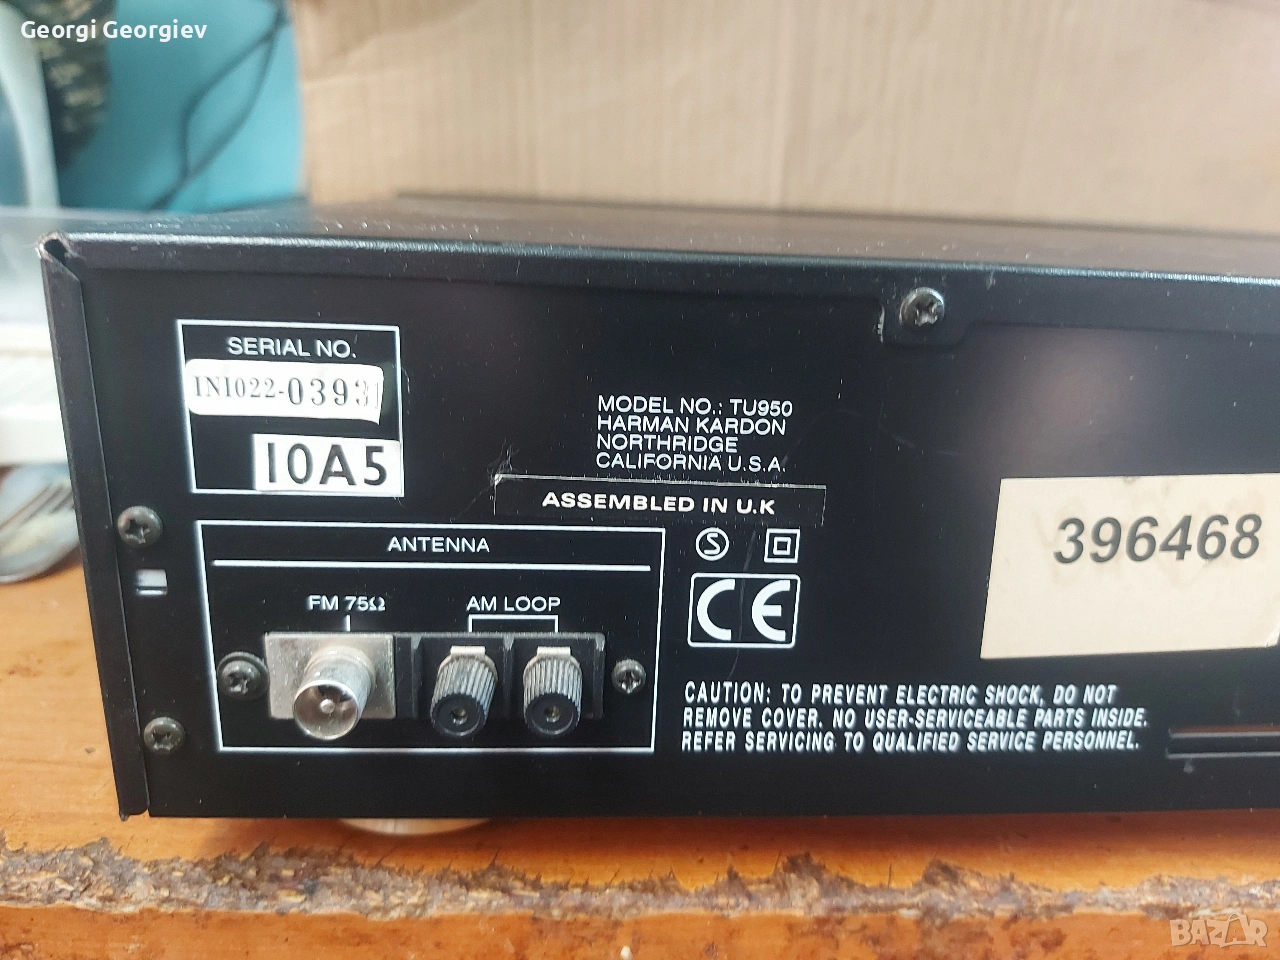 Georgi Georgiev
SERIAL NO.
IN1022-03931
10A5
MODEL NO.: TU950
HARMAN KARDON
NORTHRIDGE
CALIFORNIA U.S.A.
ASSEMBLED IN U.K
S
CE
396468
ANTENNA
FM 75Ω
AM LOOP
CAUTION: TO PREVENT ELECTRIC SHOCK, DO NOT
REMOVE COVER. NO USER-SERVICEABLE PARTS INSIDE.
REFER SERVICING TO QUALIFIED SERVICE PERSONNEL.
BAZAR